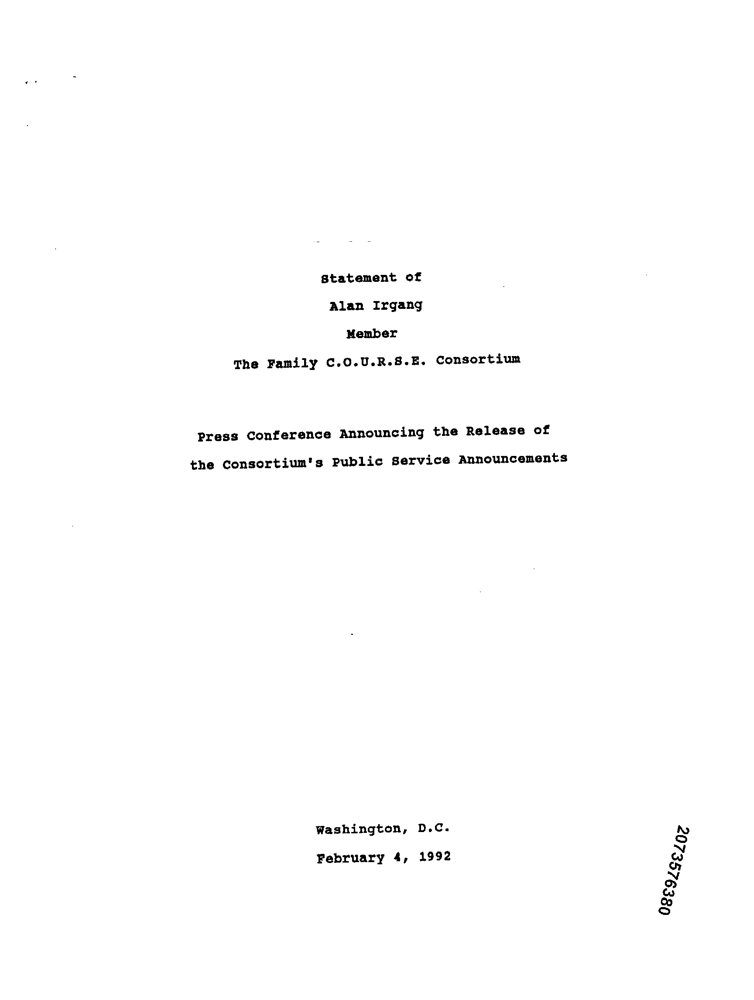 Statement of
Alan Irgang
Member
The Family C.O.U.R.S.E. Consortium
Press Conference Announcing the Release of
the Consortium's Public Service Announcements
Washington, D.C.
February 4, 1992
2073576380